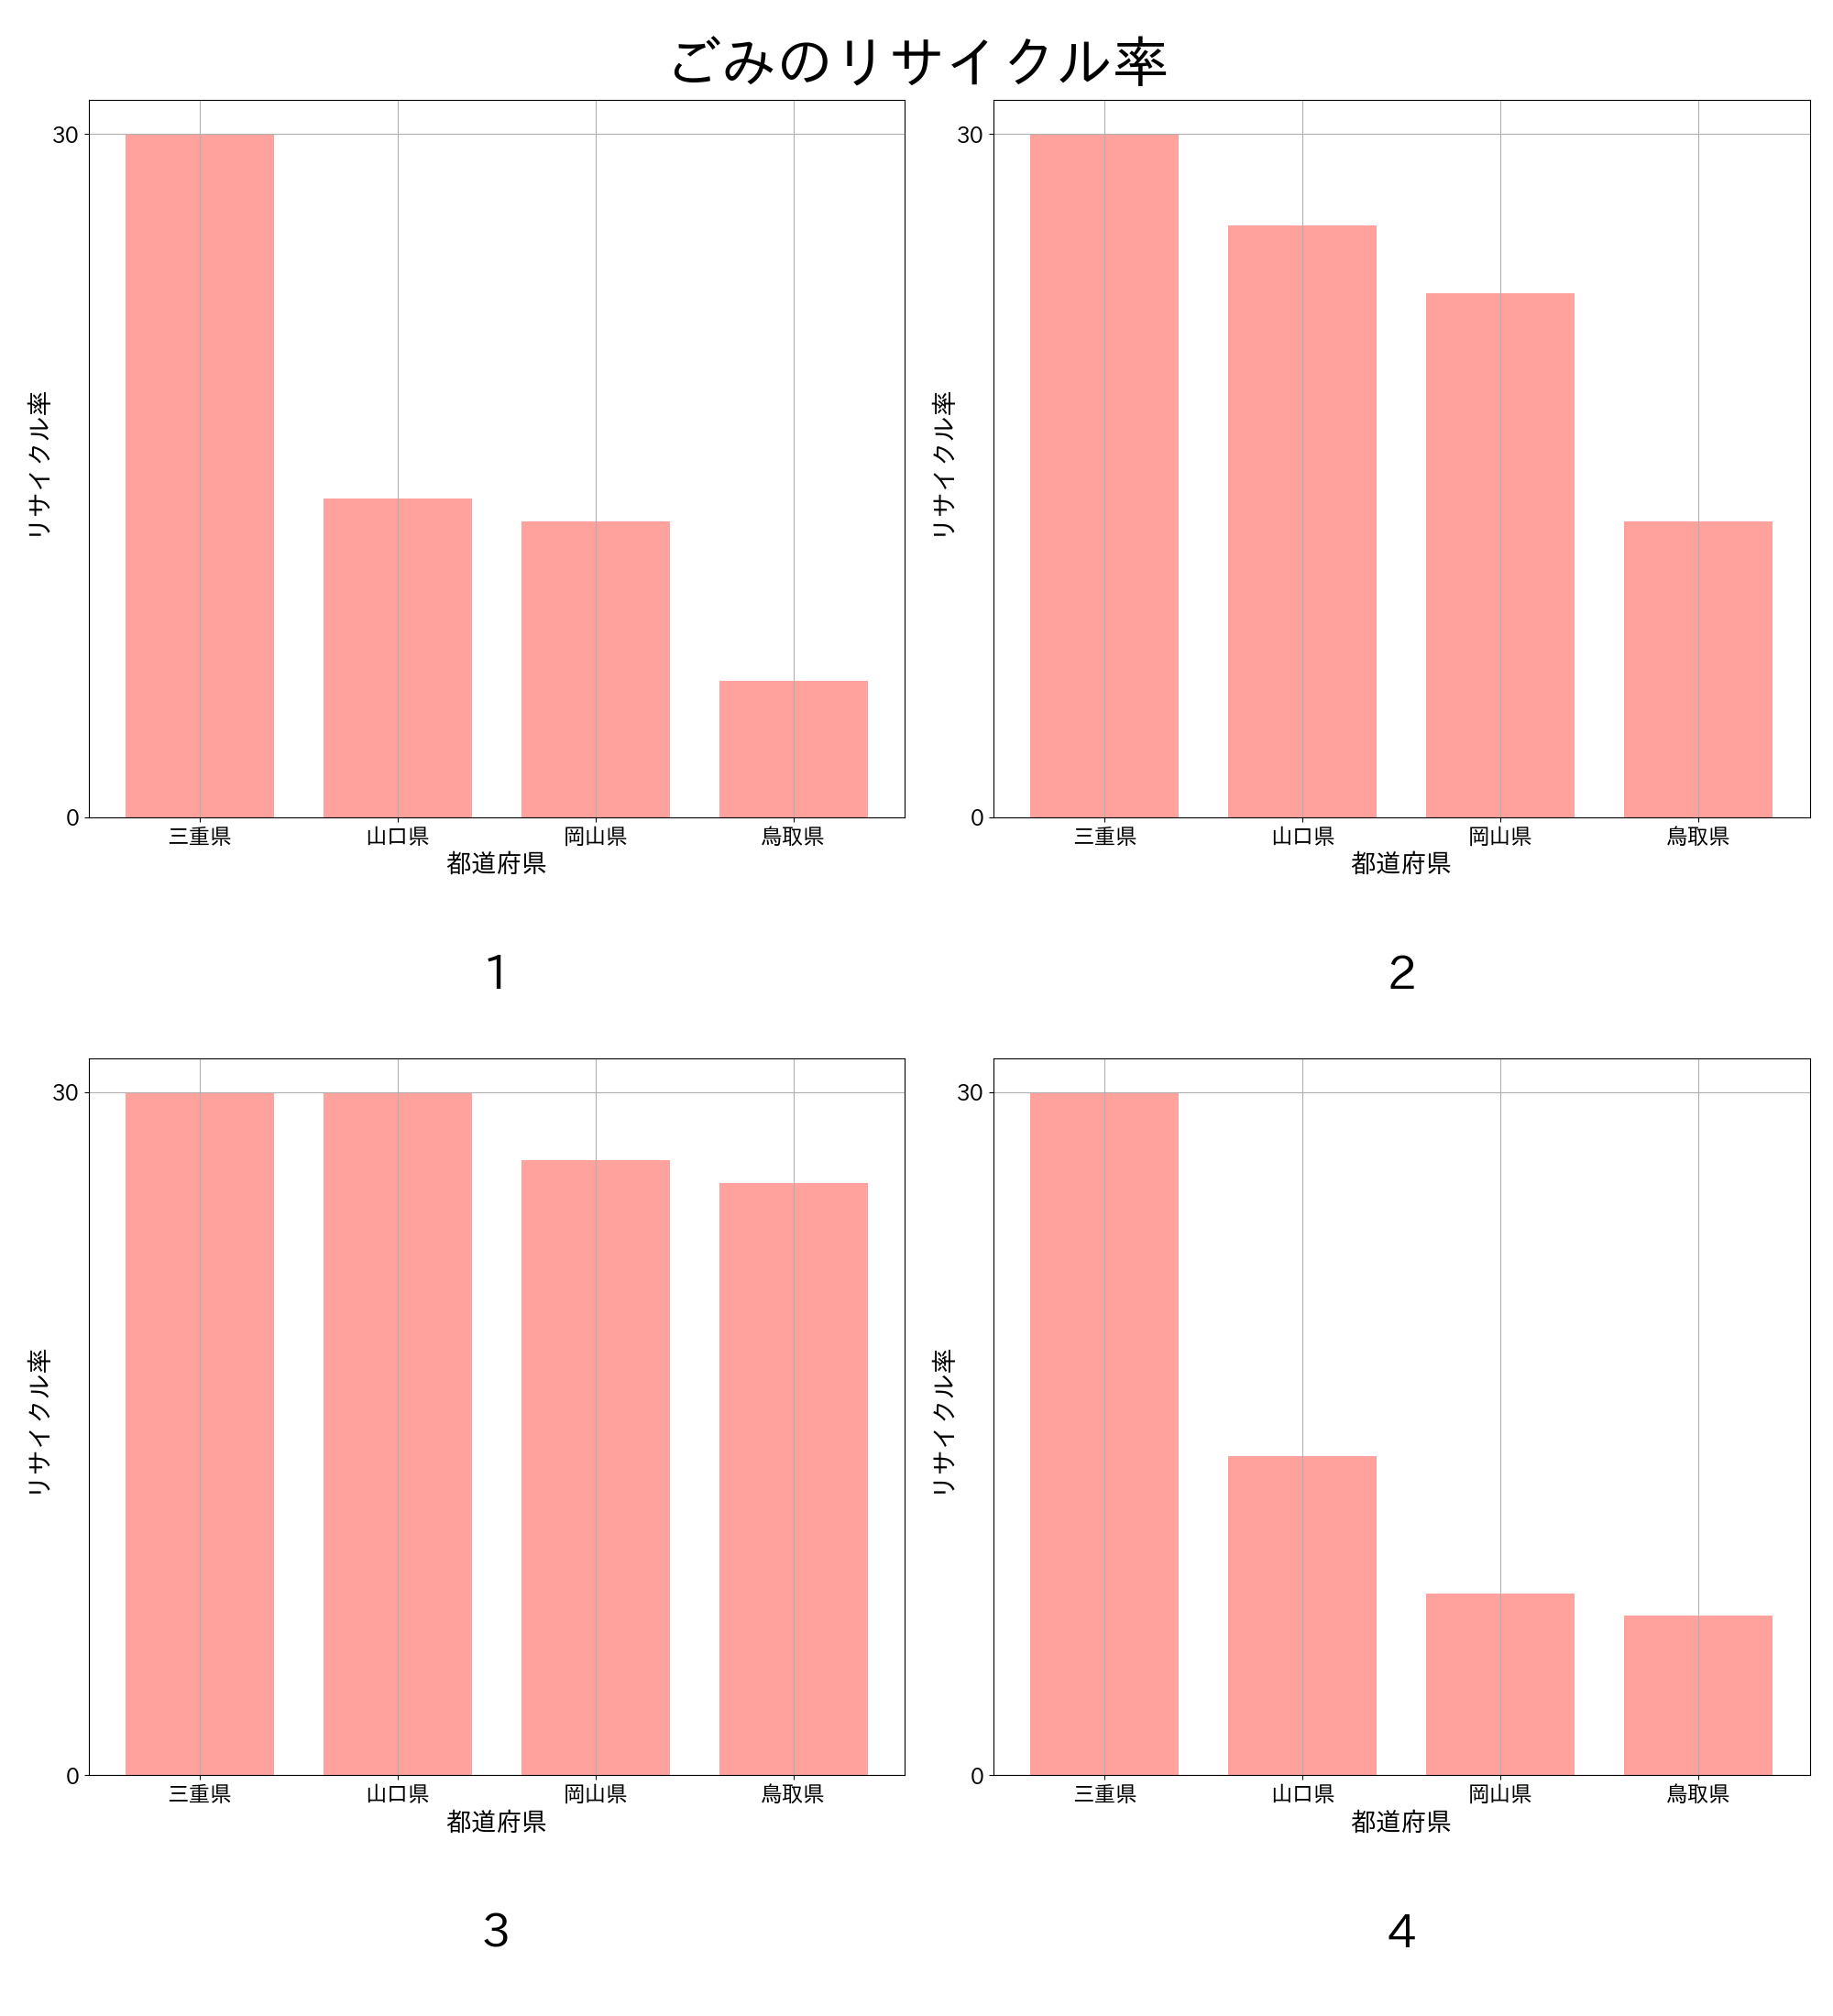 ごみのリサイクル率
30
0
リサイクル率
三重県 山口県 岡山県 鳥取県
都道府県
1
30
0
リサイクル率
三重県 山口県 岡山県 鳥取県
都道府県
2
30
0
リサイクル率
三重県 山口県 岡山県 鳥取県
都道府県
3
30
0
リサイクル率
三重県 山口県 岡山県 鳥取県
都道府県
4